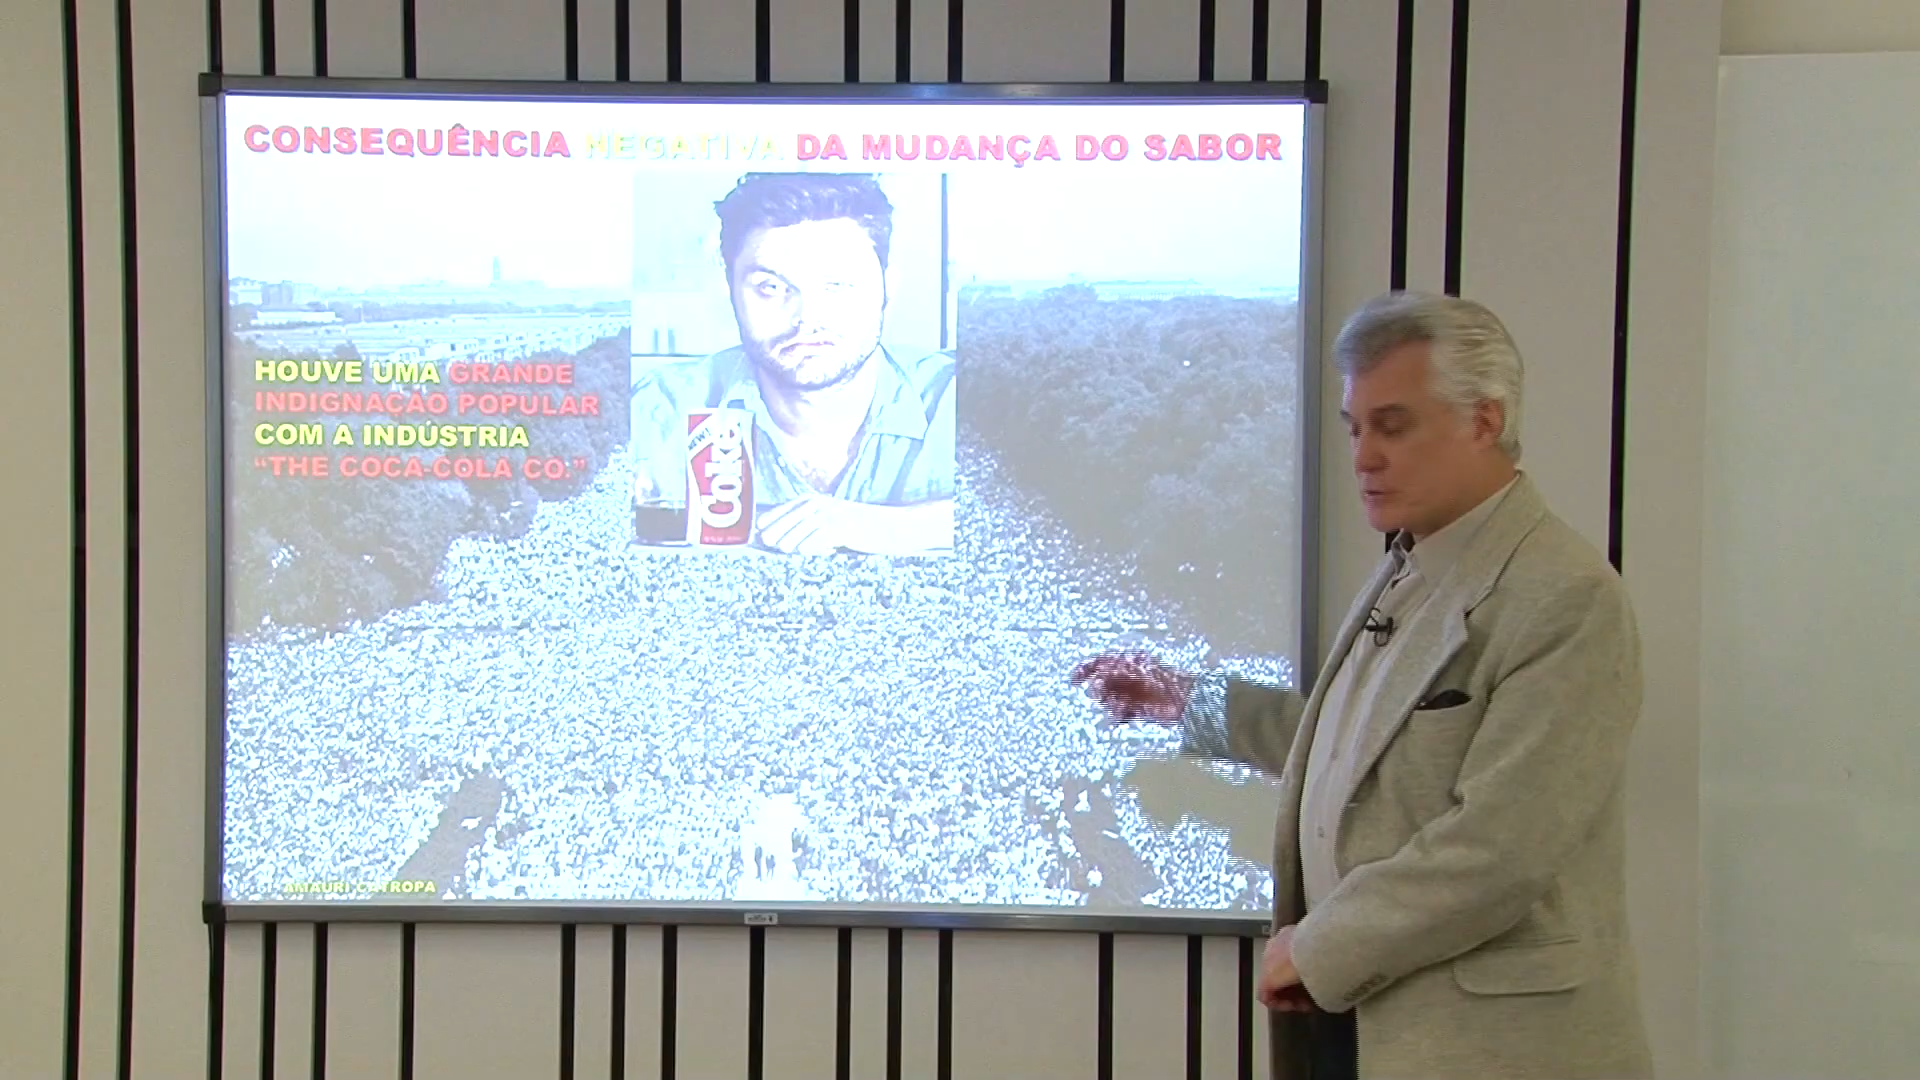 CONSEQUÊNCIA NEGATIVA DA MUDANÇA DO SABOR
HOUVE UMA GRANDE
INDIGNAÇÃO POPULAR
COM A INDÚSTRIA
“THE COCA-COLA CO.”
NEW!
Coke
AMAURI CATROPA